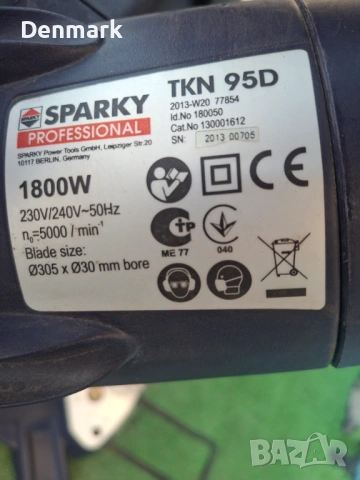 Denmark
SPARKY
PROFESSIONAL
SPARKY Power Tools GmbH, Leipziger Str.20
10117 BERLIN, Germany
TKN 95D
2013-W20 77854
Id.No 180050
Cat.No 130001612
SN: 2013 00705
1800W
230V/240V~50Hz
n₀=5000 / min⁻¹
Blade size:
Ø305 x Ø30 mm bore
ME 77
040
BAZAR